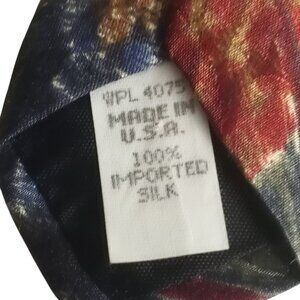 WPL 4075
MADE IN
U.S.A.
100%
IMPORTED
SILK